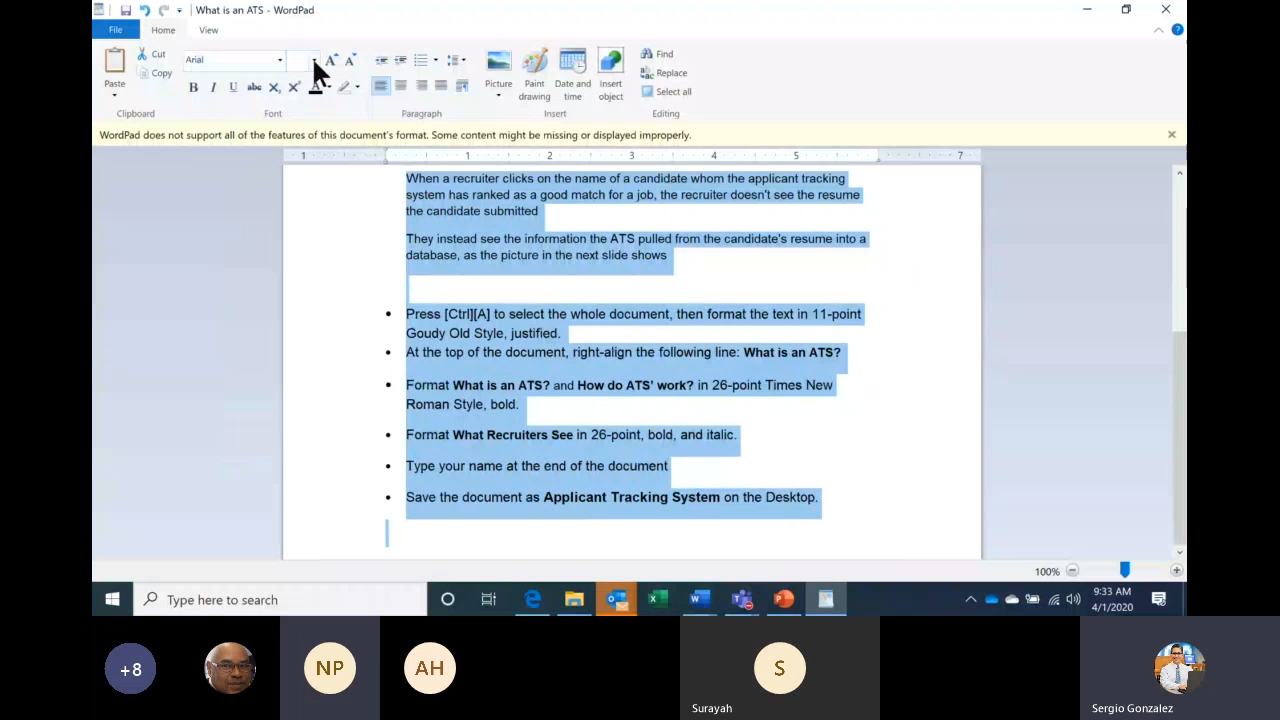 What is an ATS - WordPad
File Home View
Cut
Copy
Paste
Clipboard
Arial
B I U abc X X A
Font
Paragraph
Picture
Paint drawing
Date and time
Insert object
Insert
Find
Replace
Select all
Editing
WordPad does not support all of the features of this document's format. Some content might be missing or displayed improperly.
1 1 2 3 4 5 7
When a recruiter clicks on the name of a candidate whom the applicant tracking
system has ranked as a good match for a job, the recruiter doesn't see the resume
the candidate submitted
They instead see the information the ATS pulled from the candidate's resume into a
database, as the picture in the next slide shows
• Press [Ctrl][A] to select the whole document, then format the text in 11-point
Goudy Old Style, justified.
• At the top of the document, right-align the following line: What is an ATS?
• Format What is an ATS? and How do ATS' work? in 26-point Times New
Roman Style, bold.
• Format What Recruiters See in 26-point, bold, and italic.
• Type your name at the end of the document
• Save the document as Applicant Tracking System on the Desktop.
100%
Type here to search
9:33 AM
4/1/2020
+8
NP
AH
S
Surayah
Sergio Gonzalez